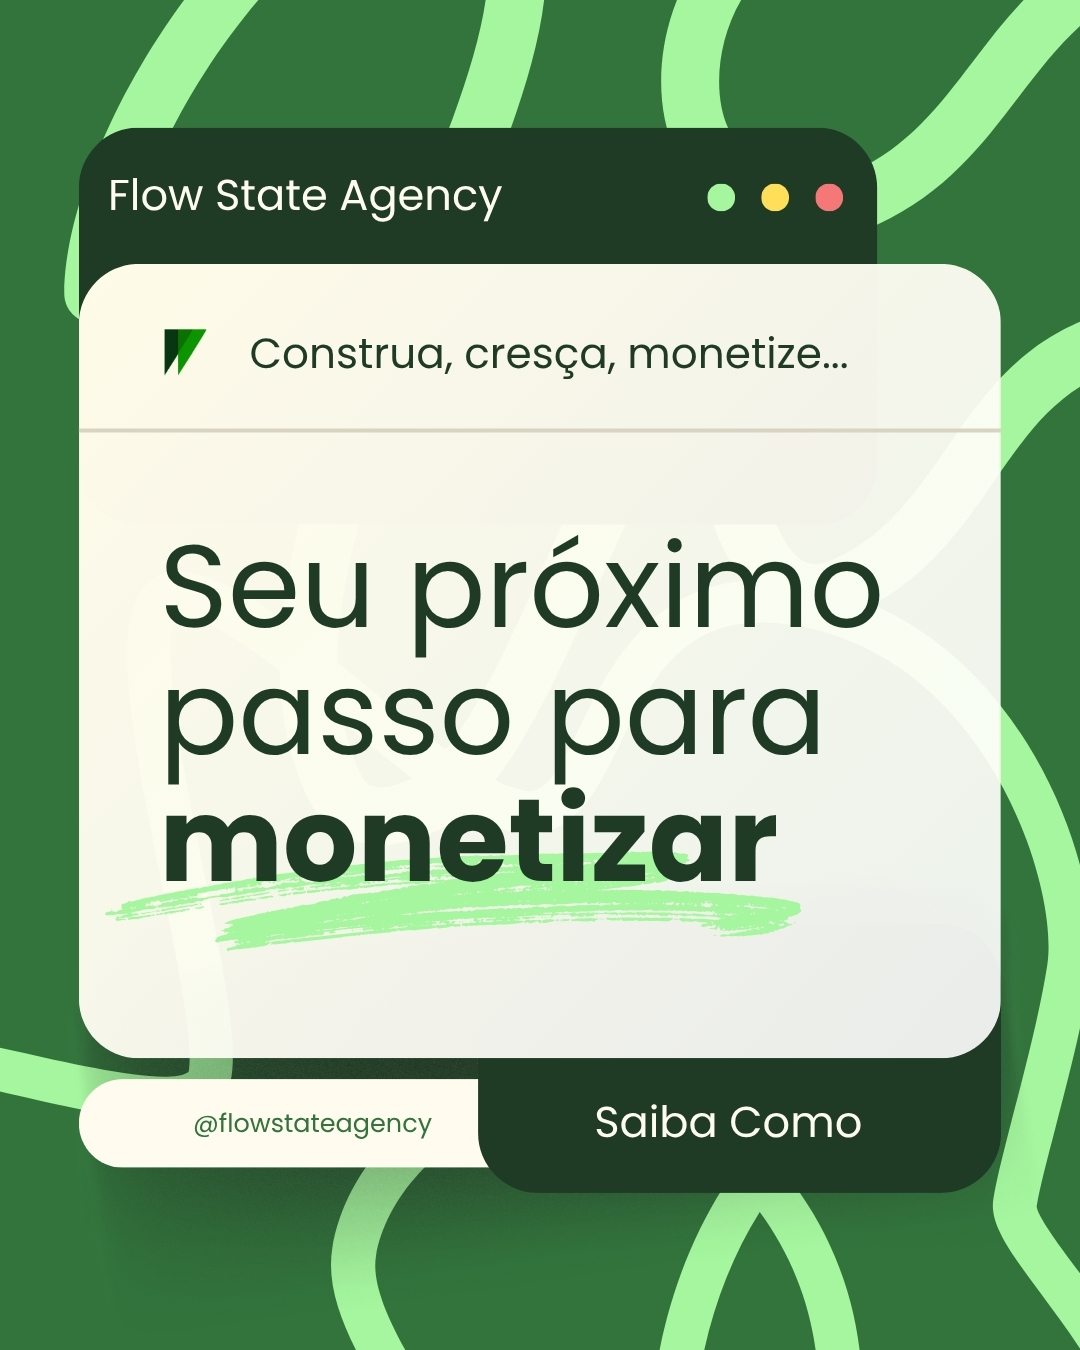 Flow State Agency
Construa, cresça, monetize...
Seu próximo
passo para
monetizar
@flowstateagency
Saiba Como